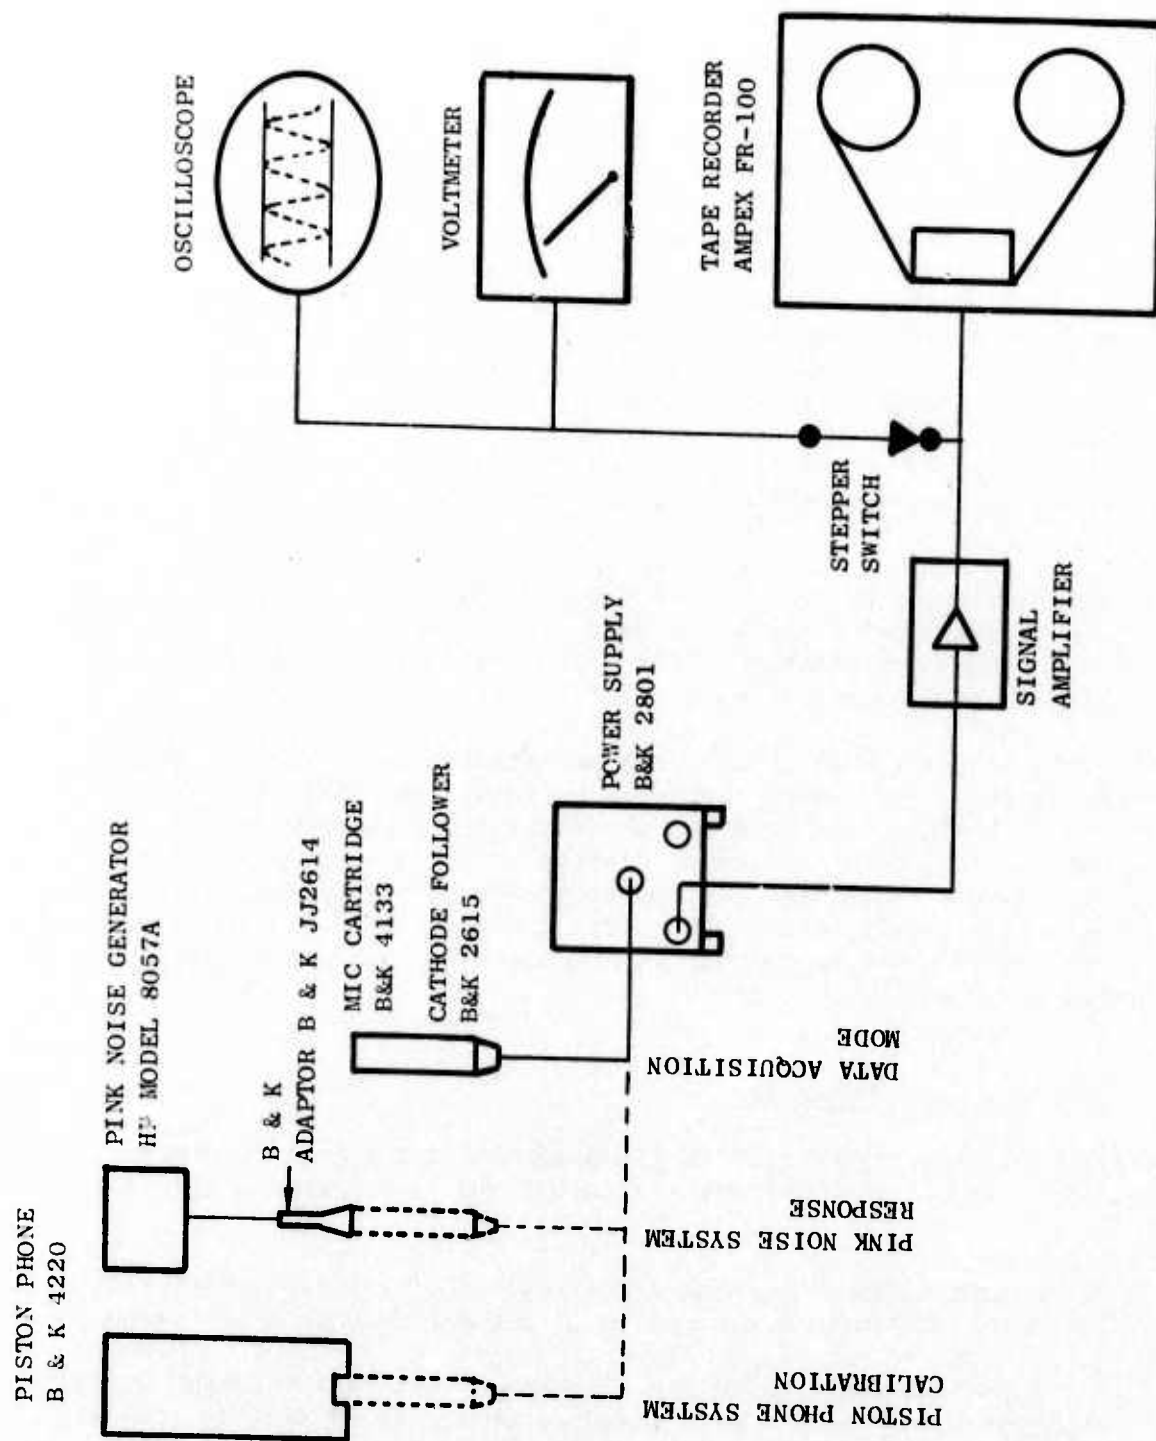 PISTON PHONE
B & K 4220
PINK NOISE GENERATOR
HP MODEL 8057A
B & K
ADAPTOR B & K JJ2614
MIC CARTRIDGE
B&K 4133
CATHODE FOLLOWER
B&K 2615
POWER SUPPLY
B&K 2801
OSCILLOSCOPE
VOLTMETER
TAPE RECORDER
AMPEX FR-100
STEPPER
SWITCH
SIGNAL
AMPLIFIER
PISTON PHONE SYSTEM
CALIBRATION
PINK NOISE SYSTEM
RESPONSE
DATA ACQUISITION
MODE